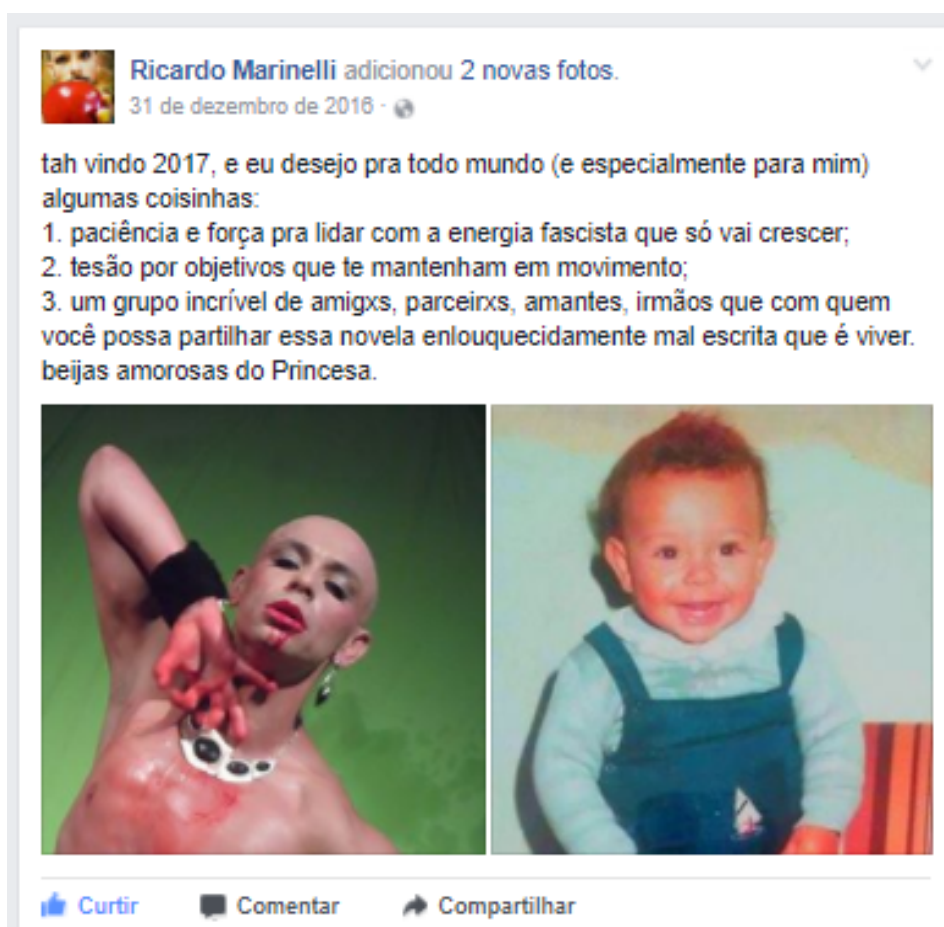 Ricardo Marinelli adicionou 2 novas fotos.
31 de dezembro de 2016 ·
tah vindo 2017, e eu desejo pra todo mundo (e especialmente para mim)
algumas coisinhas:
1. paciência e força pra lidar com a energia fascista que só vai crescer;
2. tesão por objetivos que te mantenham em movimento;
3. um grupo incrível de amigxs, parceirxs, amantes, irmãos que com quem
você possa partilhar essa novela enlouquecidamente mal escrita que é viver.
beijas amorosas do Princesa.
Curtir Comentar Compartilhar